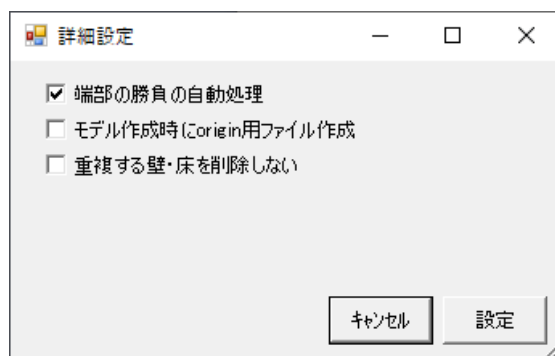 詳細設定
端部の勝負の自動処理
モデル作成時にorigin用ファイル作成
重複する壁・床を削除しない
キャンセル 設定